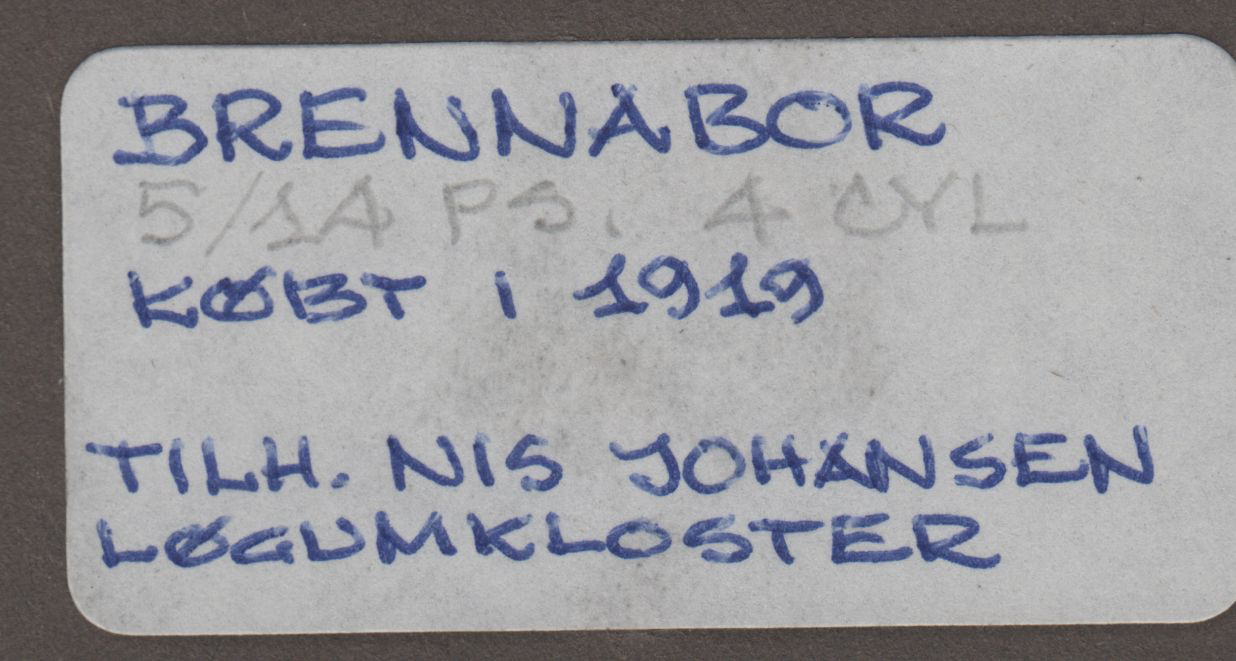 BRENNABOR
5/14 PS. 4 CYL
KØBT I 1919
TILH. NIS JOHANSEN
LØGUMKLOSTER